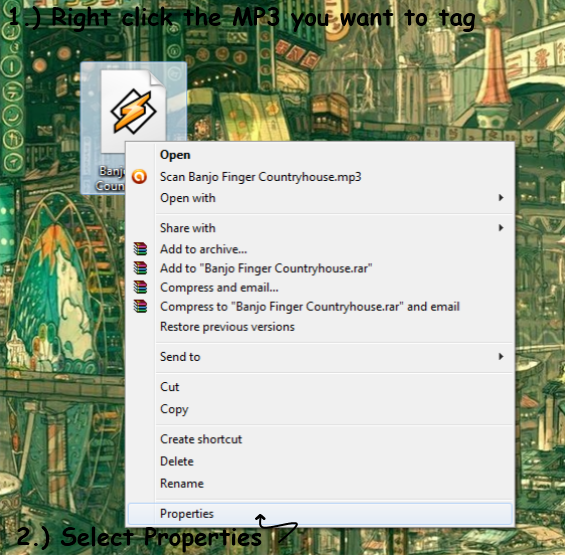 1.) Right click the MP3 you want to tag
Open
Scan Banjo Finger Countryhouse.mp3
Open with
Share with
Add to archive...
Add to "Banjo Finger Countryhouse.rar"
Compress and email...
Compress to "Banjo Finger Countryhouse.rar" and email
Restore previous versions
Send to
Cut
Copy
Create shortcut
Delete
Rename
Properties
2.) Select Properties